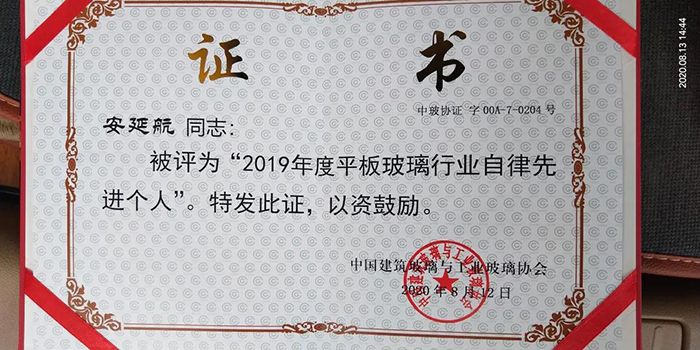 证 书
中玻协证 字 00A-7-0204 号
安延航 同志：
被评为“2019年度平板玻璃行业自律先
进个人”。特发此证，以资鼓励。
中国建筑玻璃与工业玻璃协会
2020 年 8 月 12 日
2020.08.13 14:44